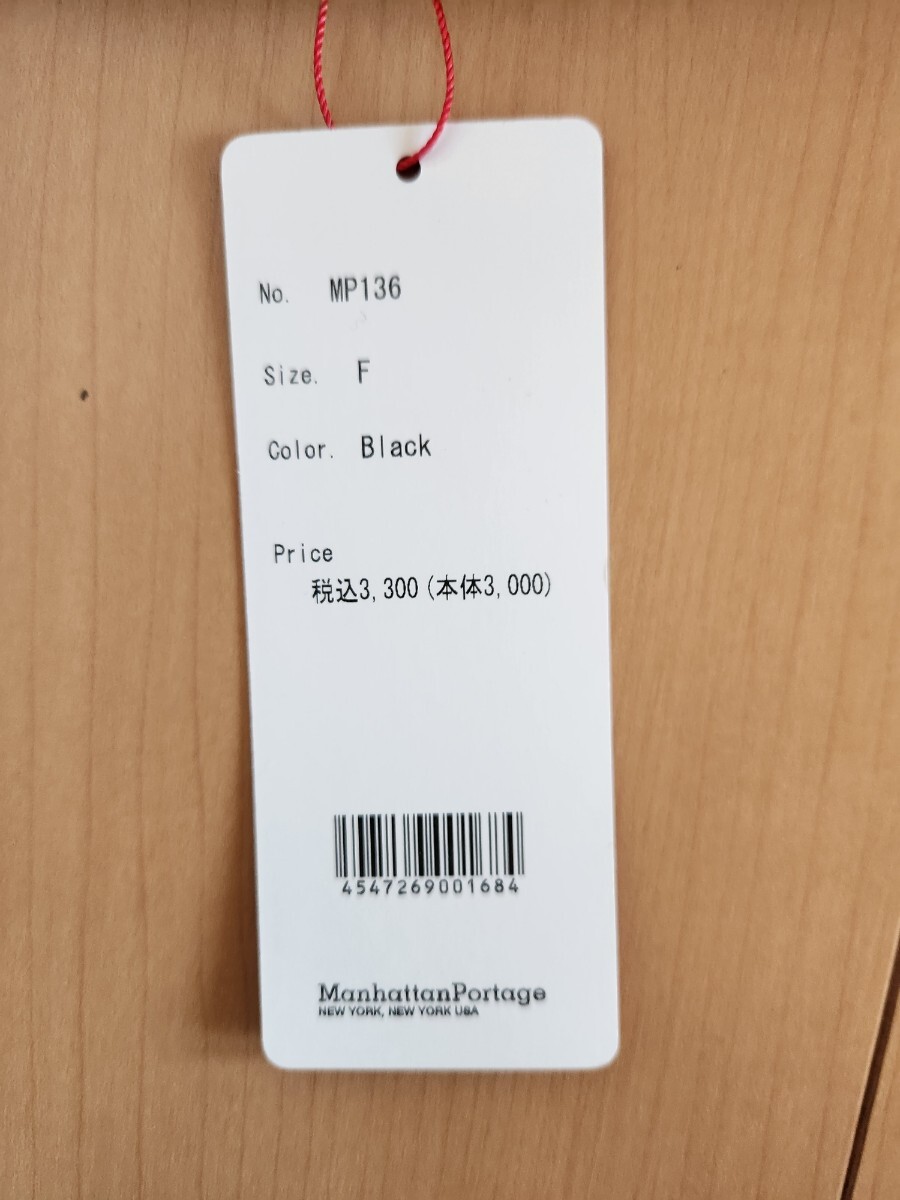 No. MP136
Size. F
Color. Black
Price
税込3,300(本体3,000)
4547269001684
ManhattanPortage
NEW YORK, NEW YORK USA